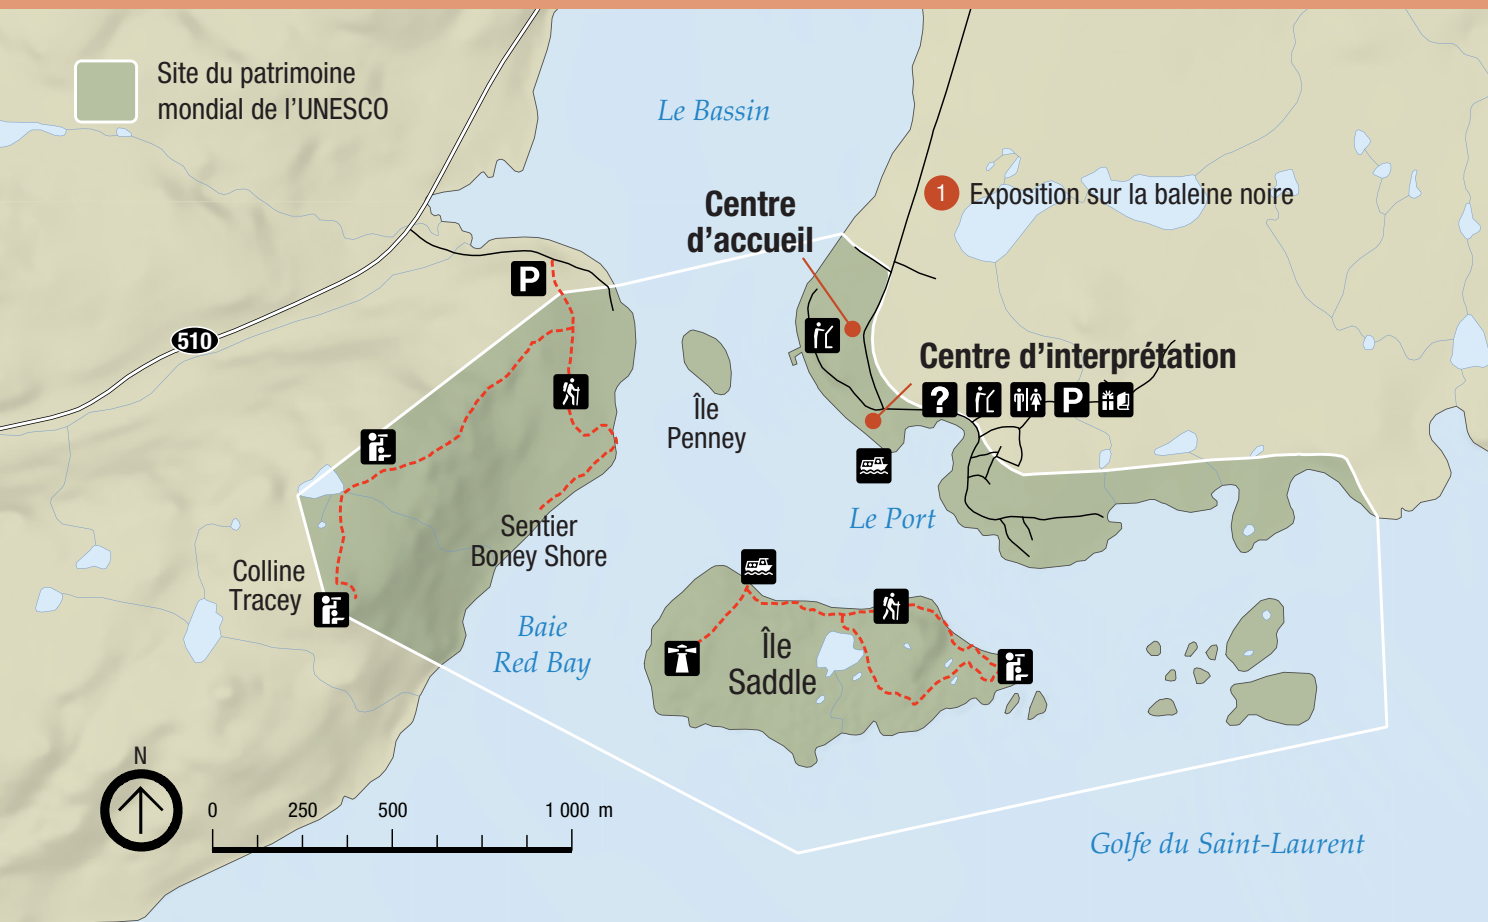 Site du patrimoine
mondial de l'UNESCO
Le Bassin
Centre
d'accueil
1 Exposition sur la baleine noire
P
510
Centre d'interprétation
? P
Île
Penney
Le Port
Sentier
Boney Shore
Colline
Tracey
Baie
Red Bay
Île
Saddle
N
0 250 500 1 000 m
Golfe du Saint-Laurent